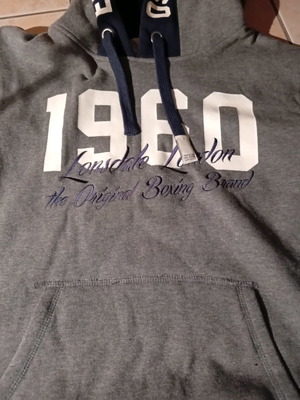 1960
Lonsdale London
the Original Boxing Brand